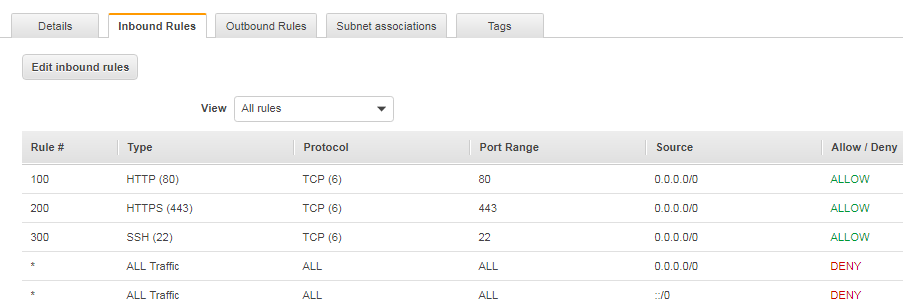 Details Inbound Rules Outbound Rules Subnet associations Tags
Edit inbound rules
View All rules
Rule # Type Protocol Port Range Source Allow / Deny
100 HTTP (80) TCP (6) 80 0.0.0.0/0 ALLOW
200 HTTPS (443) TCP (6) 443 0.0.0.0/0 ALLOW
300 SSH (22) TCP (6) 22 0.0.0.0/0 ALLOW
* ALL Traffic ALL ALL 0.0.0.0/0 DENY
* ALL Traffic ALL ALL ::/0 DENY